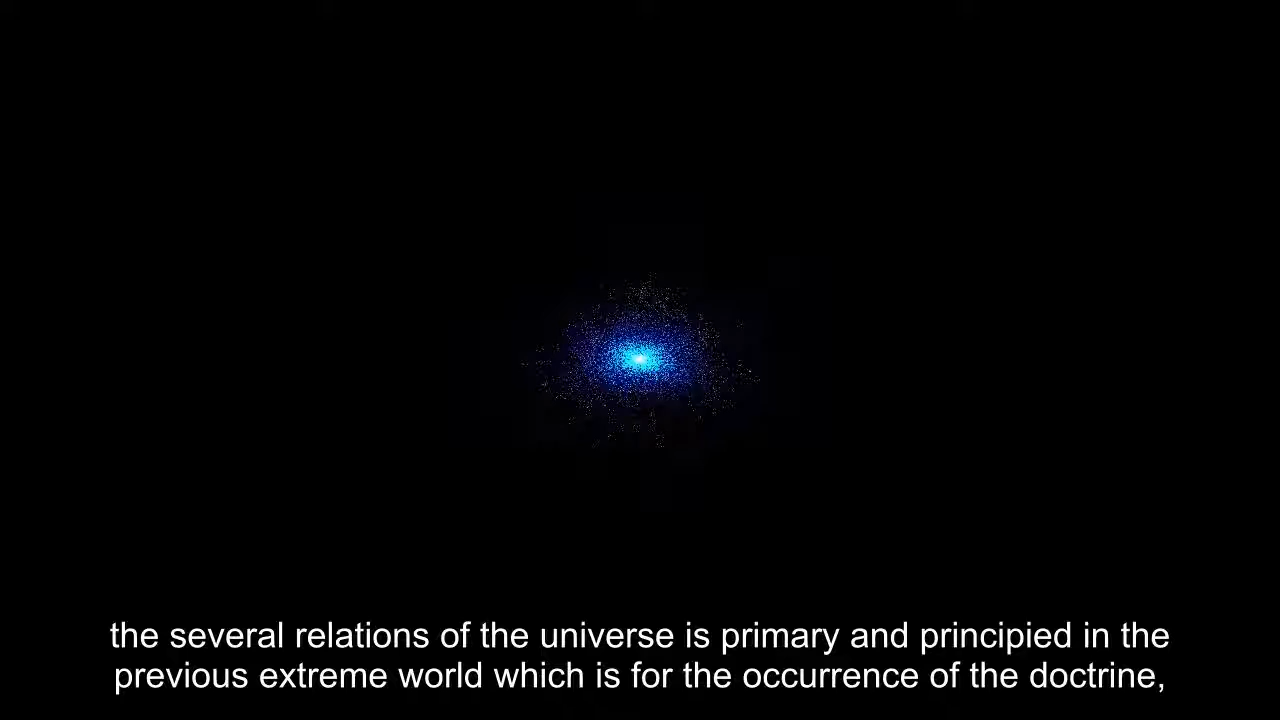 the several relations of the universe is primary and principied in the
previous extreme world which is for the occurrence of the doctrine,